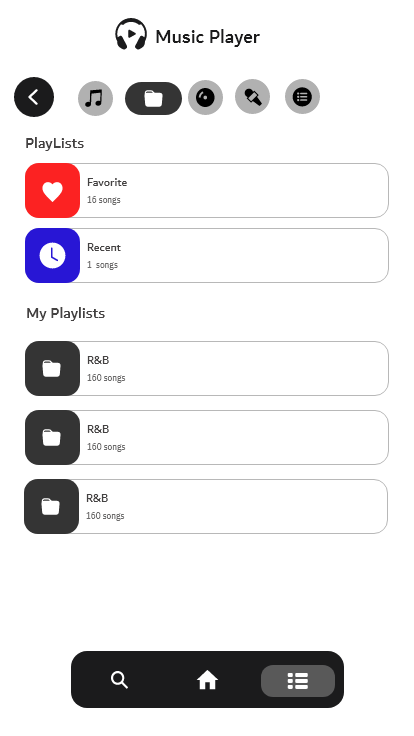 Music Player
PlayLists
Favorite
16 songs
Recent
1 songs
My Playlists
R&B
160 songs
R&B
160 songs
R&B
160 songs